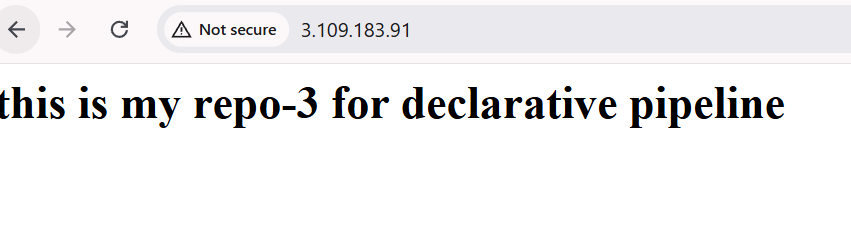 Not secure 3.109.183.91
this is my repo-3 for declarative pipeline